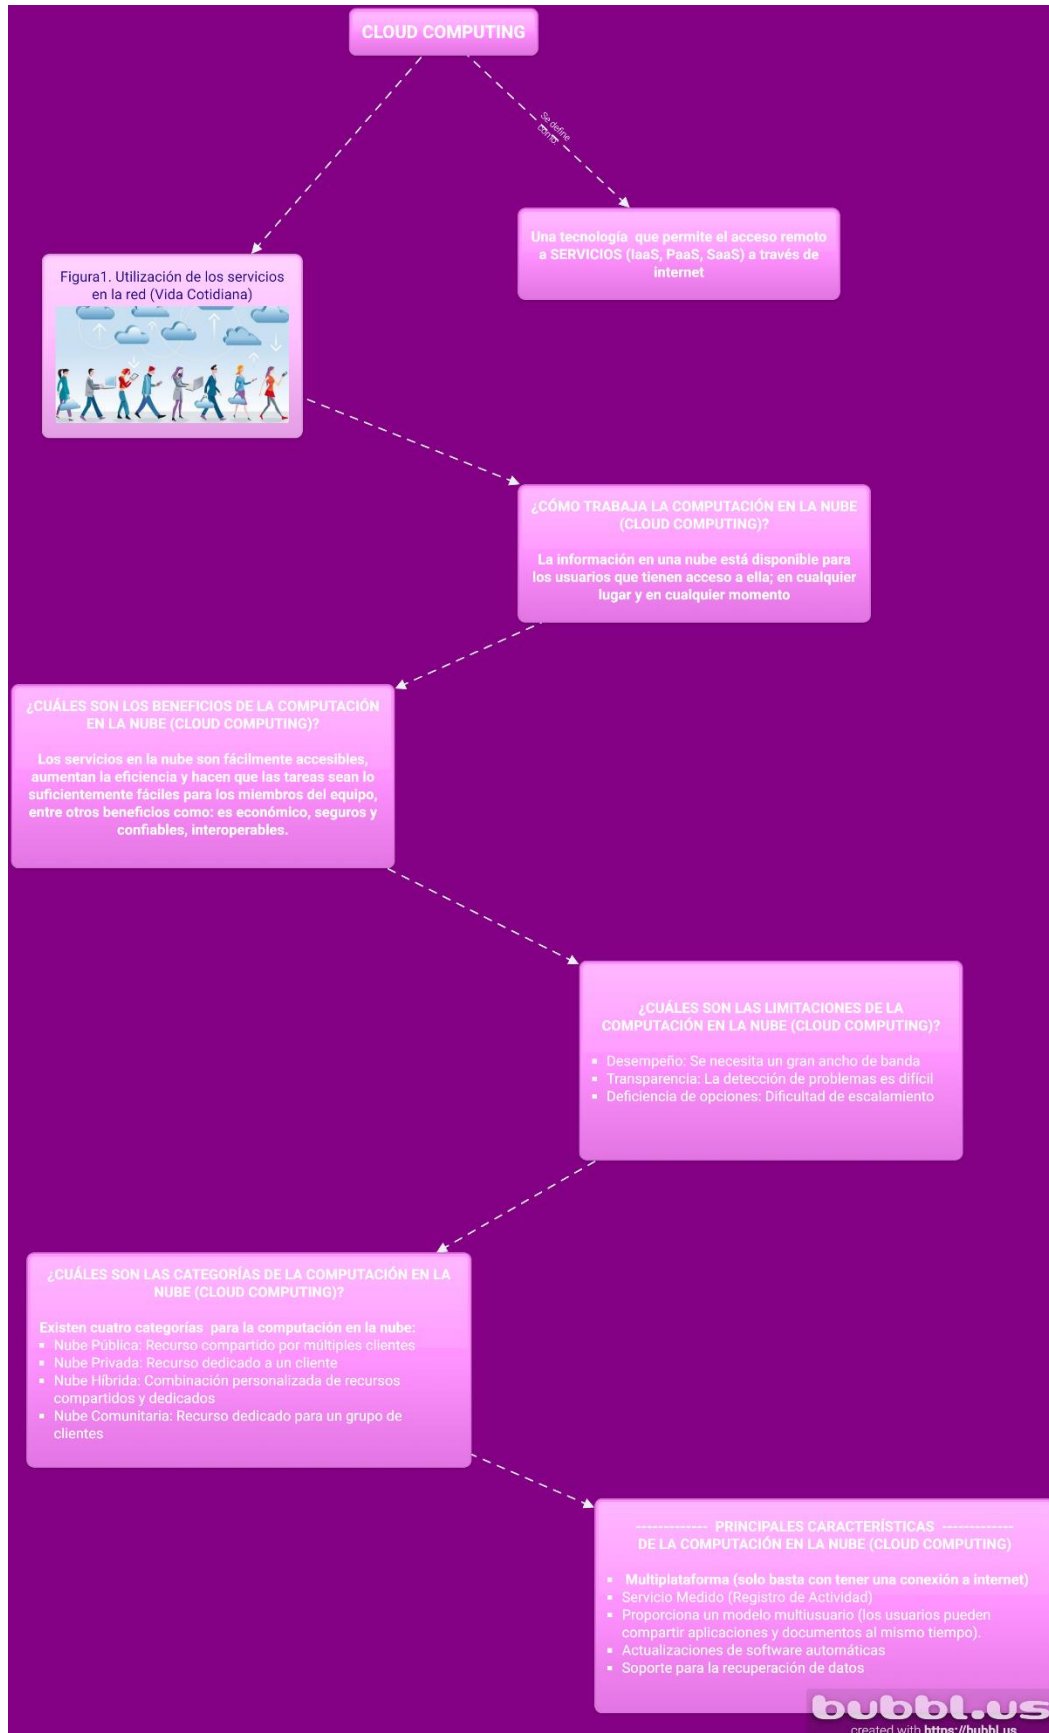 CLOUD COMPUTING
Se define
como:
Una tecnología  que permite el acceso remoto
a SERVICIOS (IaaS, PaaS, SaaS) a través de
internet
Figura1. Utilización de los servicios
en la red (Vida Cotidiana)
¿CÓMO TRABAJA LA COMPUTACIÓN EN LA NUBE
(CLOUD COMPUTING)?
La información en una nube está disponible para
los usuarios que tienen acceso a ella; en cualquier
lugar y en cualquier momento
¿CUÁLES SON LOS BENEFICIOS DE LA COMPUTACIÓN
EN LA NUBE (CLOUD COMPUTING)?
Los servicios en la nube son fácilmente accesibles,
aumentan la eficiencia y hacen que las tareas sean lo
suficientemente fáciles para los miembros del equipo,
entre otros beneficios como: es económico, seguros y
confiables, interoperables.
¿CUÁLES SON LAS LIMITACIONES DE LA
COMPUTACIÓN EN LA NUBE (CLOUD COMPUTING)?
▪ Desempeño: Se necesita un gran ancho de banda
▪ Transparencia: La detección de problemas es difícil
▪ Deficiencia de opciones: Dificultad de escalamiento
¿CUÁLES SON LAS CATEGORÍAS DE LA COMPUTACIÓN EN LA
NUBE (CLOUD COMPUTING)?
Existen cuatro categorías  para la computación en la nube:
▪ Nube Pública: Recurso compartido por múltiples clientes
▪ Nube Privada: Recurso dedicado a un cliente
▪ Nube Híbrida: Combinación personalizada de recursos
compartidos y dedicados
▪ Nube Comunitaria: Recurso dedicado para un grupo de
clientes
------------- PRINCIPALES CARACTERÍSTICAS -------------
DE LA COMPUTACIÓN EN LA NUBE (CLOUD COMPUTING)
▪ Multiplataforma (solo basta con tener una conexión a internet)
▪ Servicio Medido (Registro de Actividad)
▪ Proporciona un modelo multiusuario (los usuarios pueden
compartir aplicaciones y documentos al mismo tiempo).
▪ Actualizaciones de software automáticas
▪ Soporte para la recuperación de datos
bubbl.us
created with https://bubbl.us